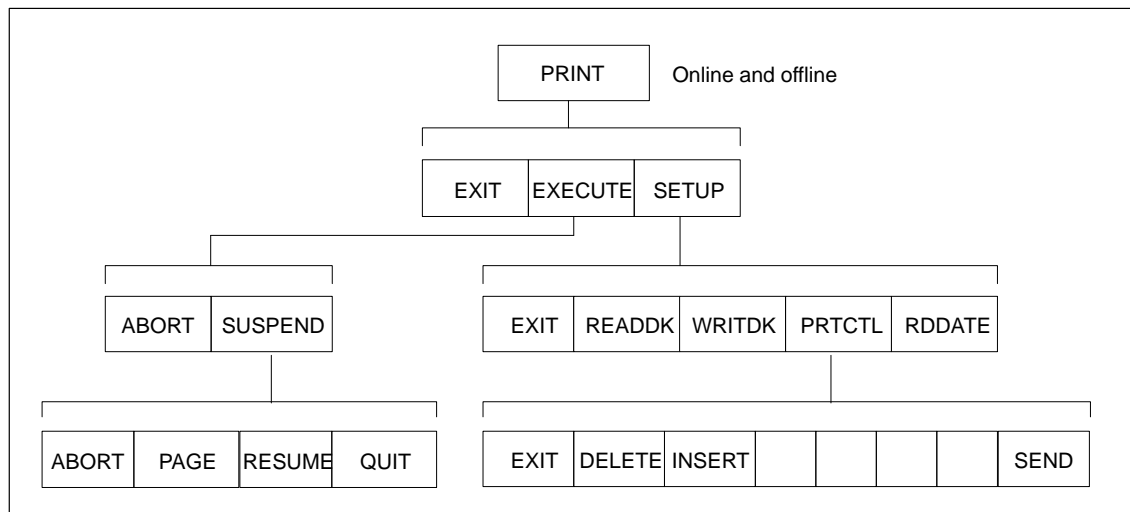 PRINT Online and offline
EXIT EXECUTE SETUP
ABORT SUSPEND EXIT READDK WRITDK PRTCTL RDDATE
ABORT PAGE RESUME QUIT EXIT DELETE INSERT SEND